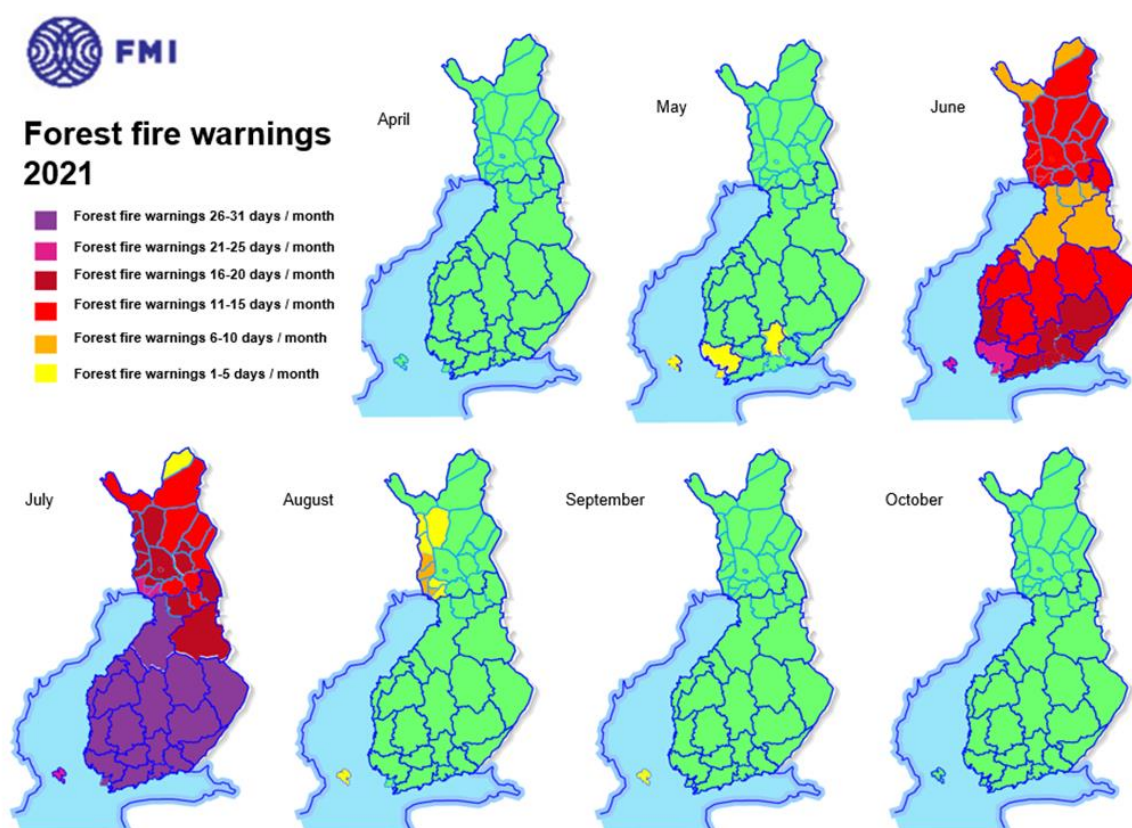 FMI
Forest fire warnings
2021
Forest fire warnings 26-31 days / month
Forest fire warnings 21-25 days / month
Forest fire warnings 16-20 days / month
Forest fire warnings 11-15 days / month
Forest fire warnings 6-10 days / month
Forest fire warnings 1-5 days / month
April
May
June
July
August
September
October